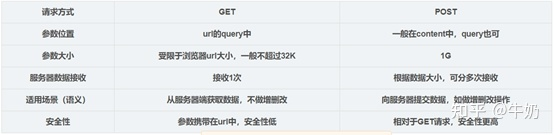 请求方式 GET POST
参数位置 url的query中 一般在content中，query也可
参数大小 受限于浏览器url大小，一般不超过32K 1G
服务器数据接收 接收1次 根据数据大小，可分多次接收
适用场景（语义） 从服务器端获取数据，不做增删改 向服务器提交数据，如做增删改操作
安全性 参数携带在url中，安全性低 相对于GET请求，安全性更高
知乎 @牛奶